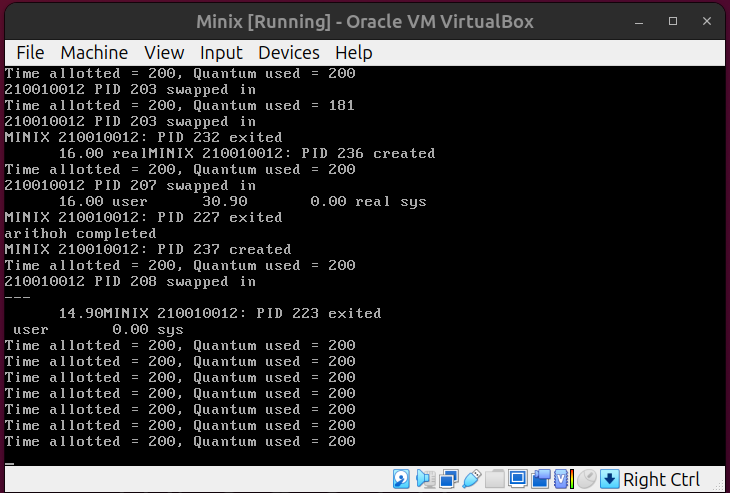 Minix [Running] - Oracle VM VirtualBox
File Machine View Input Devices Help
Time allotted = 200, Quantum used = 200
210010012 PID 203 swapped in
Time allotted = 200, Quantum used = 181
210010012 PID 203 swapped in
MINIX 210010012: PID 232 exited
16.00 realMINIX 210010012: PID 236 created
Time allotted = 200, Quantum used = 200
210010012 PID 207 swapped in
16.00 user 30.90 0.00 real sys
MINIX 210010012: PID 227 exited
arithoh completed
MINIX 210010012: PID 237 created
Time allotted = 200, Quantum used = 200
210010012 PID 208 swapped in
---
14.90MINIX 210010012: PID 223 exited
user 0.00 sys
Time allotted = 200, Quantum used = 200
Time allotted = 200, Quantum used = 200
Time allotted = 200, Quantum used = 200
Time allotted = 200, Quantum used = 200
Time allotted = 200, Quantum used = 200
Time allotted = 200, Quantum used = 200
Time allotted = 200, Quantum used = 200
_
Right Ctrl